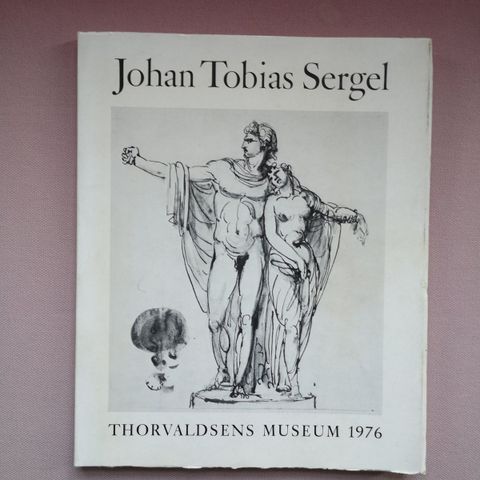 Johan Tobias Sergel
THORVALDSENS MUSEUM 1976